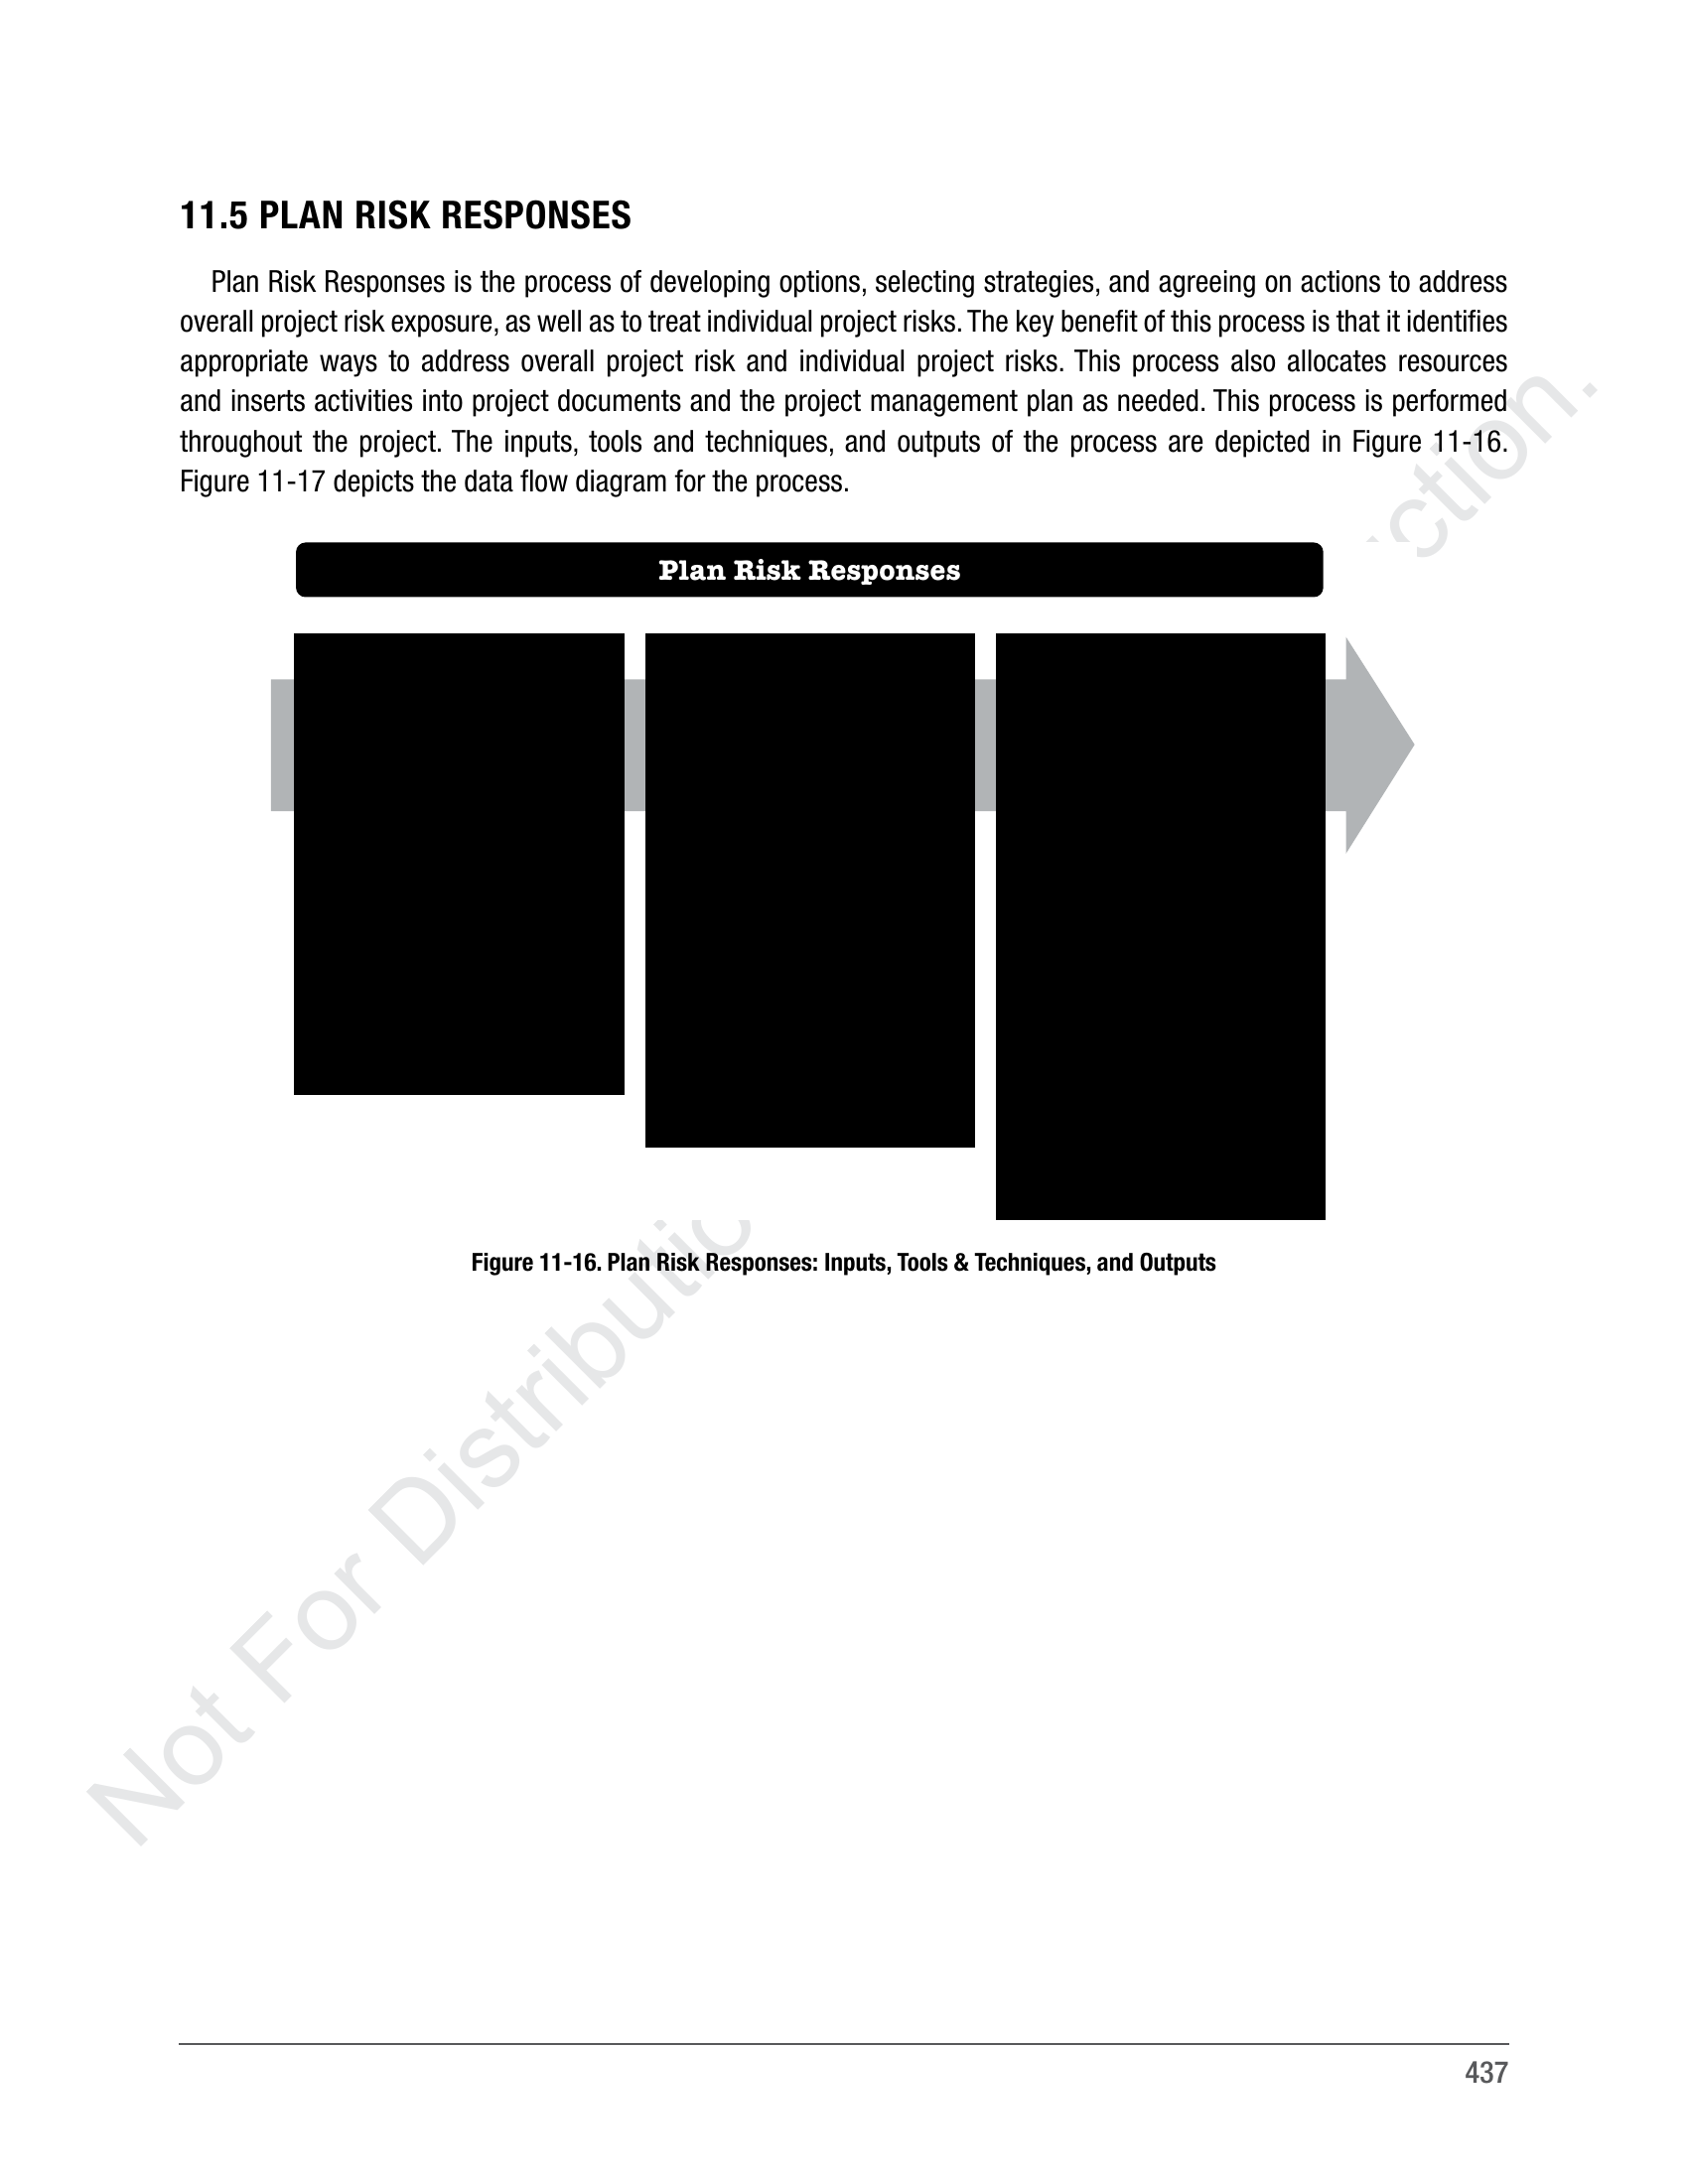 11.5 PLAN RISK RESPONSES
Plan Risk Responses is the process of developing options, selecting strategies, and agreeing on actions to address
overall project risk exposure, as well as to treat individual project risks. The key benefit of this process is that it identifies
appropriate ways to address overall project risk and individual project risks. This process also allocates resources
and inserts activities into project documents and the project management plan as needed. This process is performed
throughout the project. The inputs, tools and techniques, and outputs of the process are depicted in Figure 11-16.
Figure 11-17 depicts the data flow diagram for the process.
Plan Risk Responses
Figure 11-16. Plan Risk Responses: Inputs, Tools & Techniques, and Outputs
Not For
437